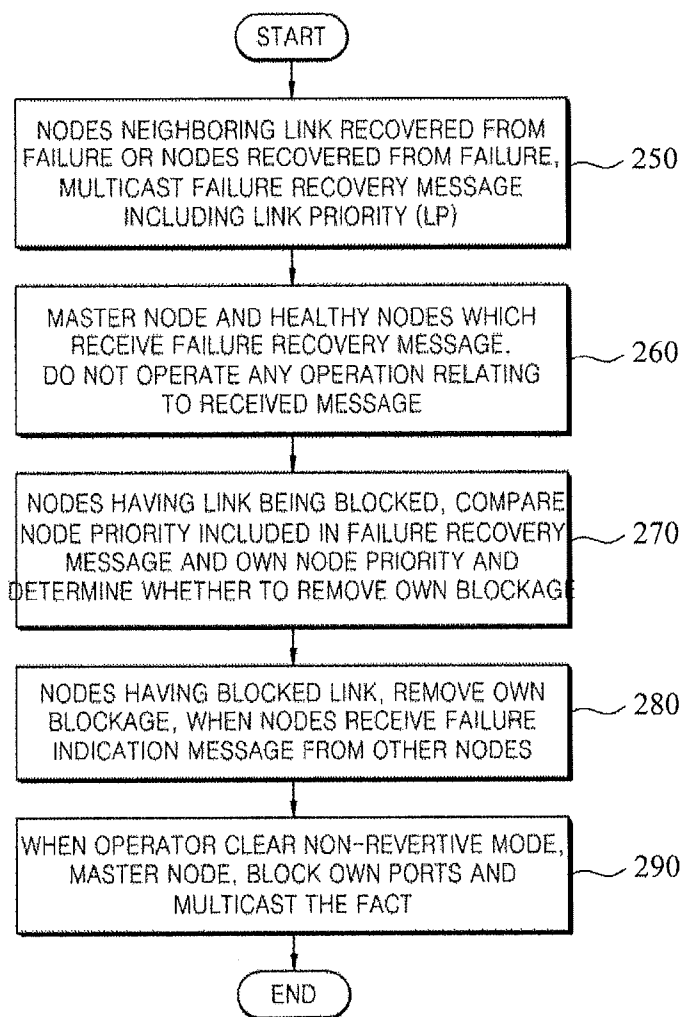 START
NODES NEIGHBORING LINK RECOVERED FROM
FAILURE OR NODES RECOVERED FROM FAILURE,
MULTICAST FAILURE RECOVERY MESSAGE
INCLUDING LINK PRIORITY (LP)
250
MASTER NODE AND HEALTHY NODES WHICH
RECEIVE FAILURE RECOVERY MESSAGE.
DO NOT OPERATE ANY OPERATION RELATING
TO RECEIVED MESSAGE
260
NODES HAVING LINK BEING BLOCKED, COMPARE
NODE PRIORITY INCLUDED IN FAILURE RECOVERY
MESSAGE AND OWN NODE PRIORITY AND
DETERMINE WHETHER TO REMOVE OWN BLOCKAGE
270
NODES HAVING BLOCKED LINK, REMOVE OWN
BLOCKAGE, WHEN NODES RECEIVE FAILURE
INDICATION MESSAGE FROM OTHER NODES
280
WHEN OPERATOR CLEAR NON-REVERTIVE MODE,
MASTER NODE, BLOCK OWN PORTS AND
MULTICAST THE FACT
290
END